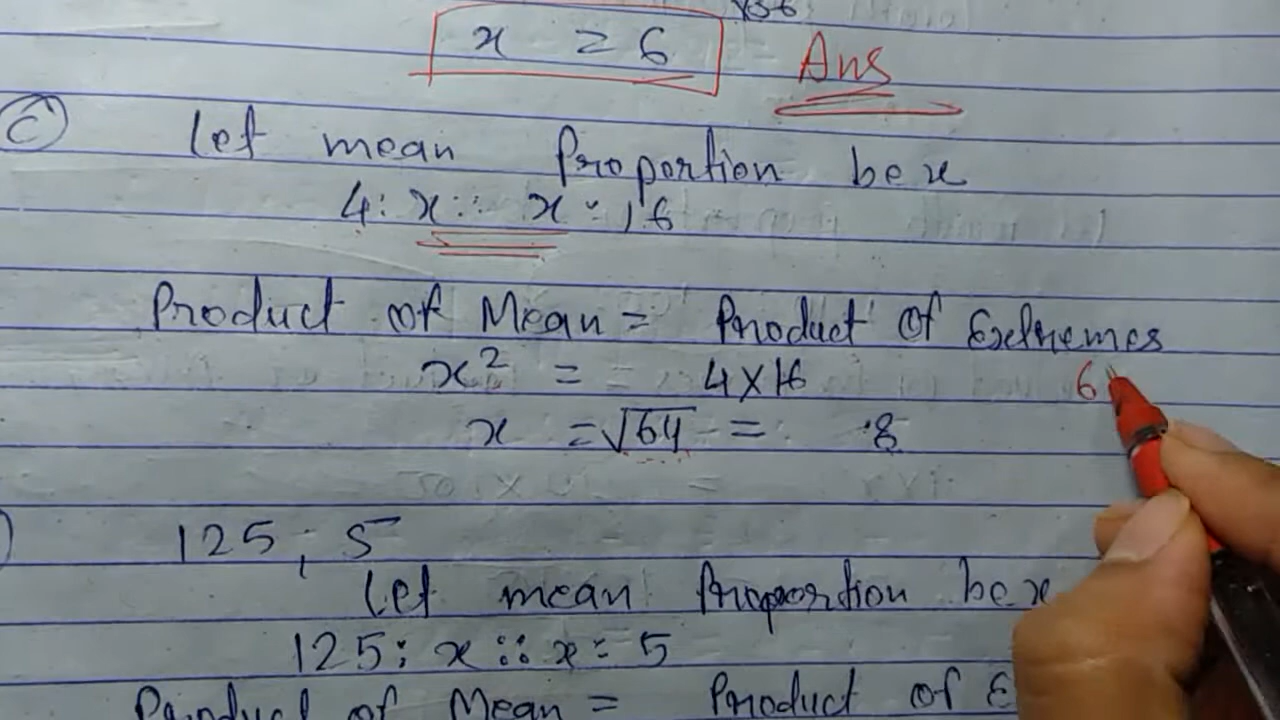 x = 6 Ans
(C) Let mean Proportion be x
4 : x :: x : 16
Product of Mean = Product of Extremes
x² = 4 x 16 6
x = √64 = 8
125 , 5
Let mean Proportion be x
125 : x :: x : 5
Product of Mean = Product of E